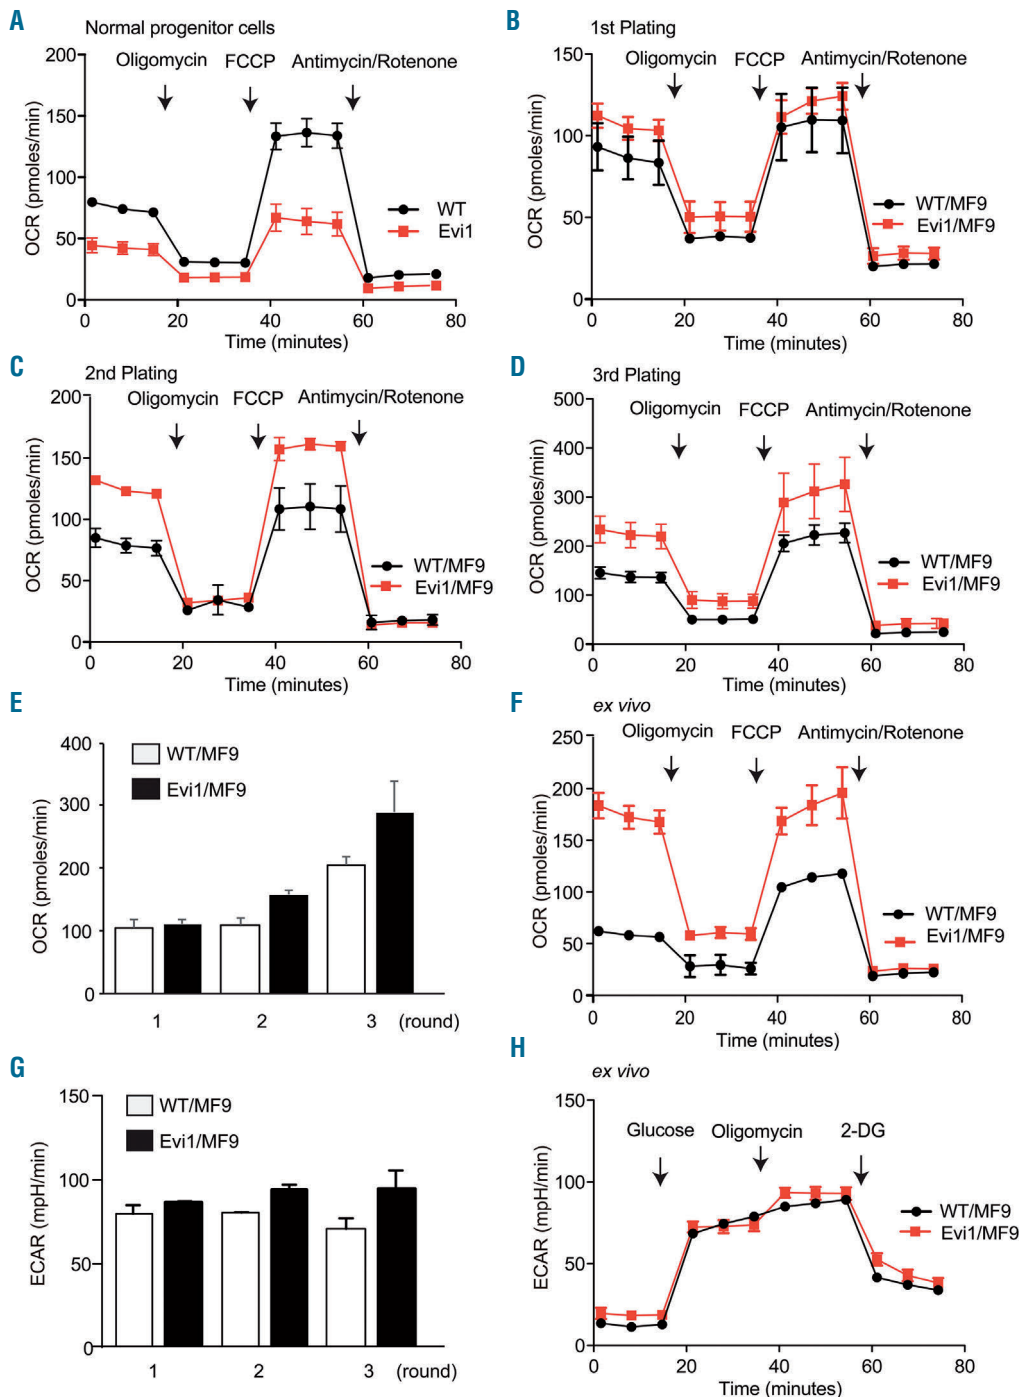 A
Normal progenitor cells
200
150
100
50
0
OCR (pmoles/min)
Oligomycin FCCP Antimycin/Rotenone
WT
Evi1
0 20 40 60 80
Time (minutes)
B
1st Plating
150
100
50
0
OCR (pmoles/min)
Oligomycin FCCP Antimycin/Rotenone
WT/MF9
Evi1/MF9
0 20 40 60 80
Time (minutes)
C
2nd Plating
200
150
100
50
0
OCR (pmoles/min)
Oligomycin FCCP Antimycin/Rotenone
WT/MF9
Evi1/MF9
0 20 40 60 80
Time (minutes)
D
3rd Plating
500
400
300
200
100
0
OCR (pmoles/min)
Oligomycin FCCP Antimycin/Rotenone
WT/MF9
Evi1/MF9
0 20 40 60 80
Time (minutes)
E
400
300
200
100
0
OCR (pmoles/min)
WT/MF9
Evi1/MF9
1 2 3 (round)
F
ex vivo
250
200
150
100
50
0
OCR (pmoles/min)
Oligomycin FCCP Antimycin/Rotenone
WT/MF9
Evi1/MF9
0 20 40 60 80
Time (minutes)
G
150
100
50
0
ECAR (mpH/min)
WT/MF9
Evi1/MF9
1 2 3 (round)
H
ex vivo
150
100
50
0
ECAR (mpH/min)
Glucose Oligomycin 2-DG
WT/MF9
Evi1/MF9
0 20 40 60 80
Time (minutes)